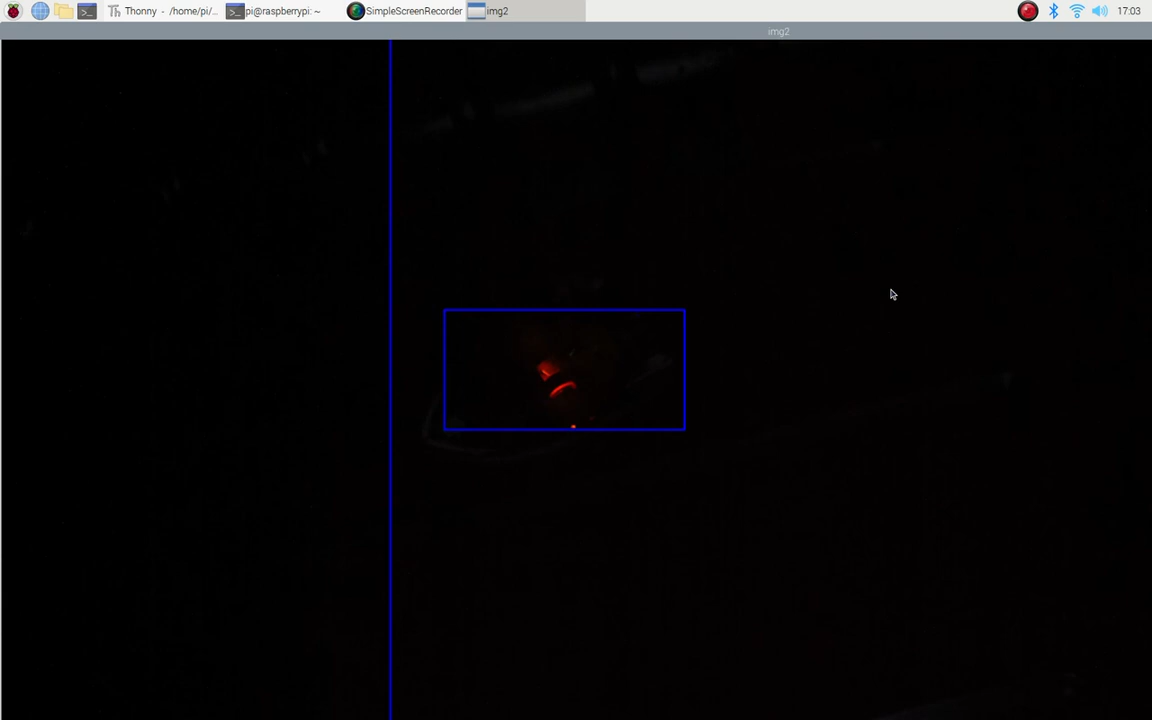 Thonny - /home/pi/...
pi@raspberrypi: ~
SimpleScreenRecorder
img2
17:03
img2